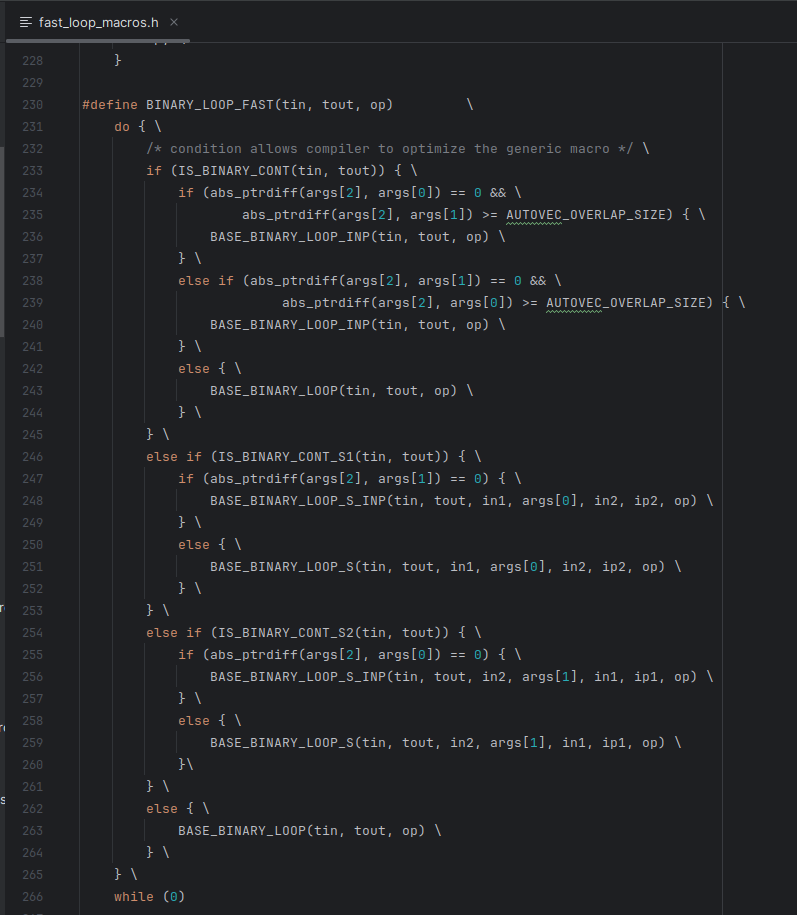 fast_loop_macros.h
228 }
229
230 #define BINARY_LOOP_FAST(tin, tout, op) \
231 do { \
232 /* condition allows compiler to optimize the generic macro */ \
233 if (IS_BINARY_CONT(tin, tout)) { \
234 if (abs_ptrdiff(args[2], args[0]) == 0 && \
235 abs_ptrdiff(args[2], args[1]) >= AUTOVEC_OVERLAP_SIZE) { \
236 BASE_BINARY_LOOP_INP(tin, tout, op) \
237 } \
238 else if (abs_ptrdiff(args[2], args[1]) == 0 && \
239 abs_ptrdiff(args[2], args[0]) >= AUTOVEC_OVERLAP_SIZE) { \
240 BASE_BINARY_LOOP_INP(tin, tout, op) \
241 } \
242 else { \
243 BASE_BINARY_LOOP(tin, tout, op) \
244 } \
245 } \
246 else if (IS_BINARY_CONT_S1(tin, tout)) { \
247 if (abs_ptrdiff(args[2], args[1]) == 0) { \
248 BASE_BINARY_LOOP_S_INP(tin, tout, in1, args[0], in2, ip2, op) \
249 } \
250 else { \
251 BASE_BINARY_LOOP_S(tin, tout, in1, args[0], in2, ip2, op) \
252 } \
253 } \
254 else if (IS_BINARY_CONT_S2(tin, tout)) { \
255 if (abs_ptrdiff(args[2], args[0]) == 0) { \
256 BASE_BINARY_LOOP_S_INP(tin, tout, in2, args[1], in1, ip1, op) \
257 } \
258 else { \
259 BASE_BINARY_LOOP_S(tin, tout, in2, args[1], in1, ip1, op) \
260 }\
261 } \
262 else { \
263 BASE_BINARY_LOOP(tin, tout, op) \
264 } \
265 } \
266 while (0)